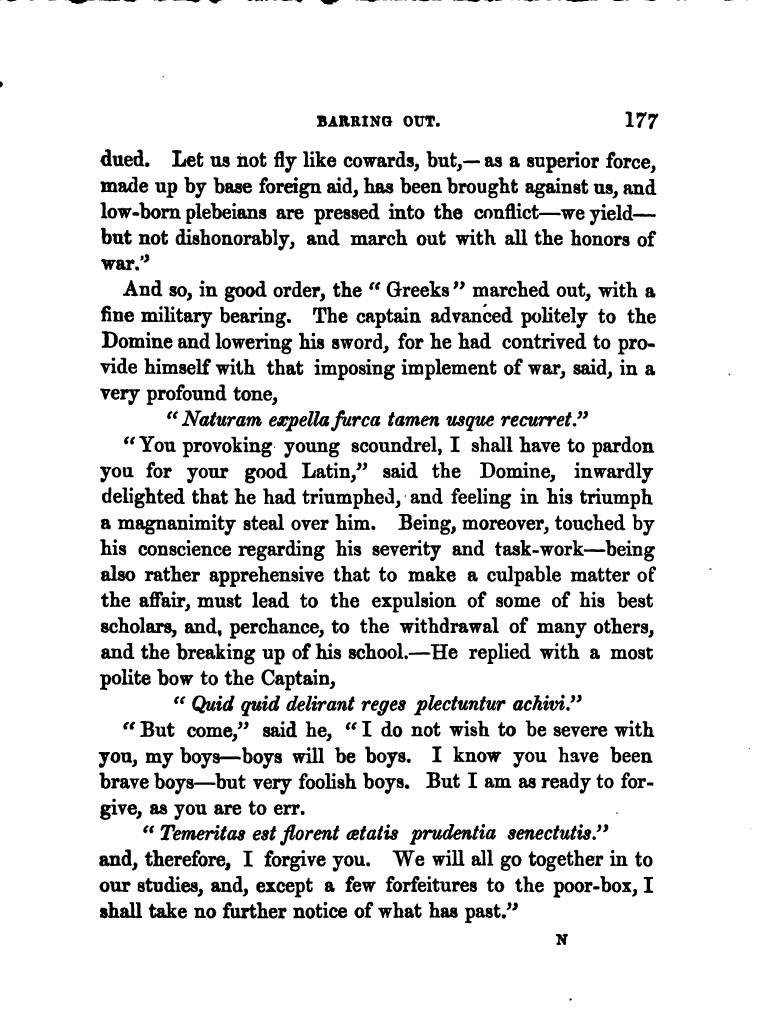 BARRING OUT. 177
dued. Let us not fly like cowards, but,— as a superior force,
made up by base foreign aid, has been brought against us, and
low-born plebeians are pressed into the conflict—we yield—
but not dishonorably, and march out with all the honors of
war."
And so, in good order, the "Greeks" marched out, with a
fine military bearing. The captain advanced politely to the
Domine and lowering his sword, for he had contrived to pro-
vide himself with that imposing implement of war, said, in a
very profound tone,
"Naturam expella furca tamen usque recurret."
"You provoking young scoundrel, I shall have to pardon
you for your good Latin," said the Domine, inwardly
delighted that he had triumphed, and feeling in his triumph
a magnanimity steal over him. Being, moreover, touched by
his conscience regarding his severity and task-work—being
also rather apprehensive that to make a culpable matter of
the affair, must lead to the expulsion of some of his best
scholars, and, perchance, to the withdrawal of many others,
and the breaking up of his school.—He replied with a most
polite bow to the Captain,
"Quid quid delirant reges plectuntur achivi."
"But come," said he, "I do not wish to be severe with
you, my boys—boys will be boys. I know you have been
brave boys—but very foolish boys. But I am as ready to for-
give, as you are to err.
"Temeritas est florent ætatis prudentia senectutis."
and, therefore, I forgive you. We will all go together in to
our studies, and, except a few forfeitures to the poor-box, I
shall take no further notice of what has past."
N